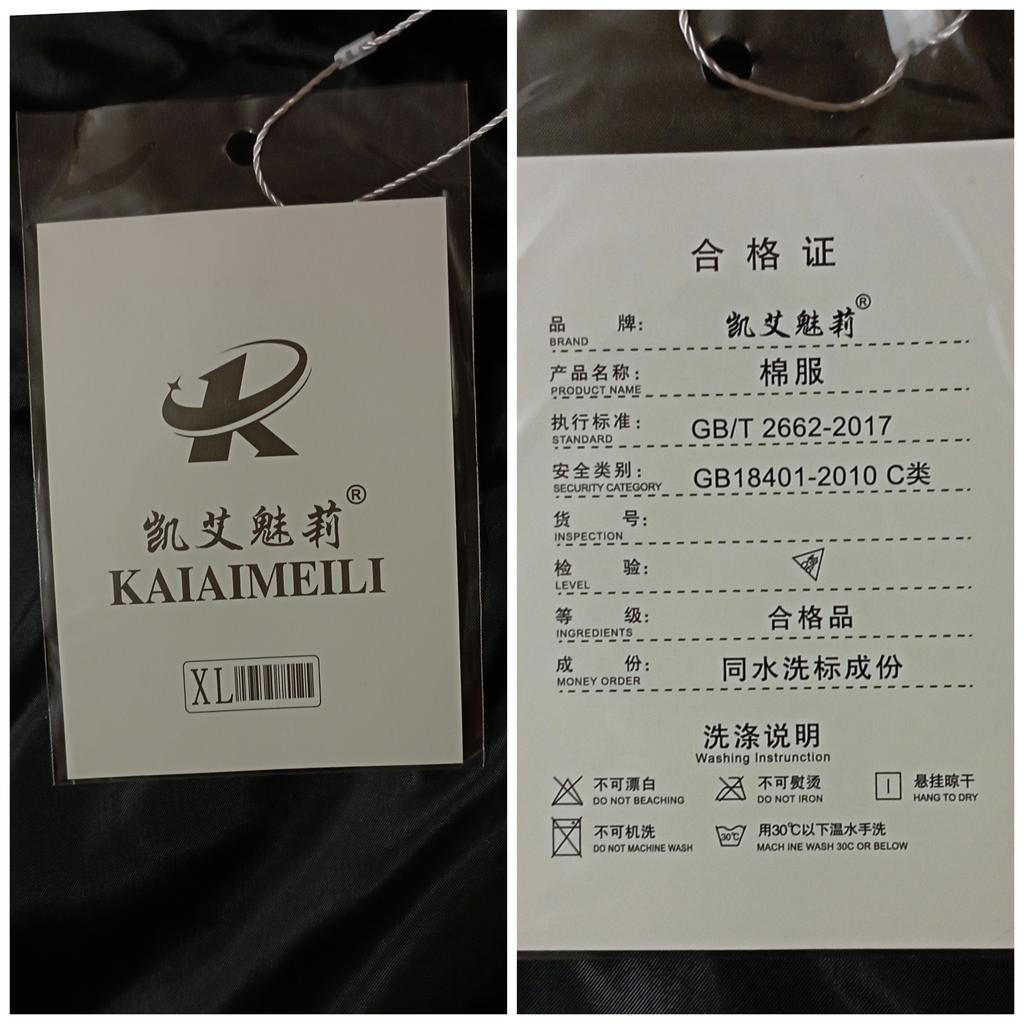 凯艾魅莉®
KAIAIMEILI
XL
合格证
品牌: 凯艾魅莉®
BRAND
产品名称: 棉服
PRODUCT NAME
执行标准: GB/T 2662-2017
STANDARD
安全类别: GB18401-2010 C类
SECURITY CATEGORY
货号:
INSPECTION
检验:
LEVEL
等级: 合格品
INGREDIENTS
成份: 同水洗标成份
MONEY ORDER
洗涤说明
Washing Instrunction
不可漂白 不可熨烫 悬挂晾干
DO NOT BEACHING DO NOT IRON HANG TO DRY
不可机洗 30℃ 用30℃以下温水手洗
DO NOT MACHINE WASH MACH INE WASH 30C OR BELOW